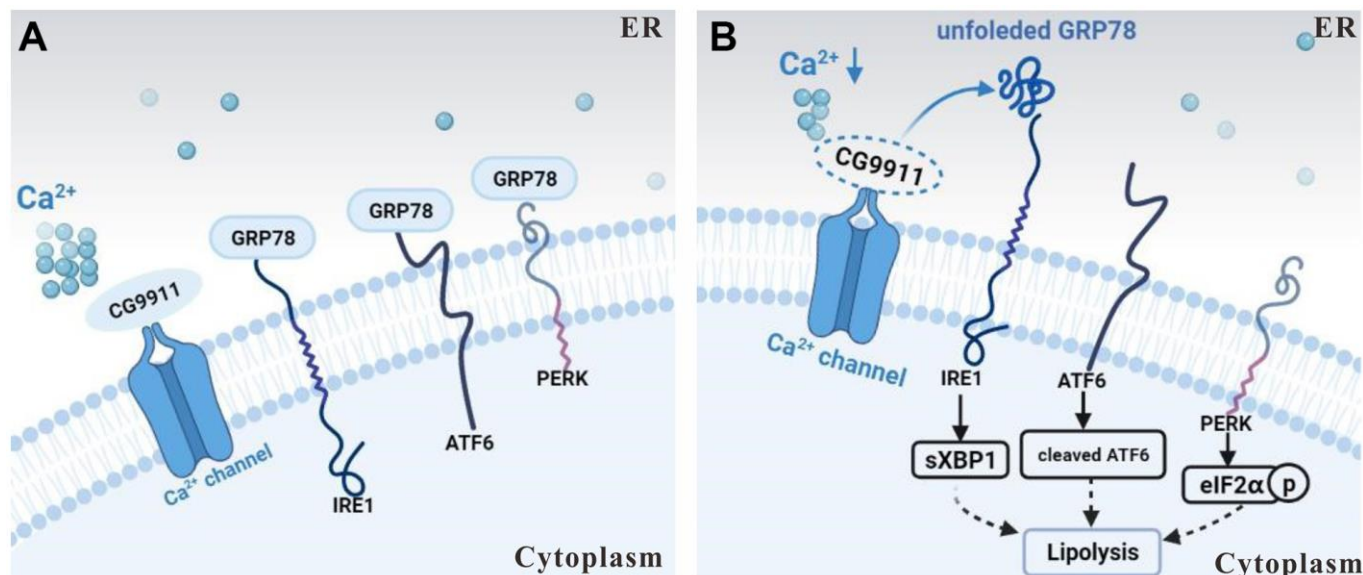 A
ER
Ca²⁺
CG9911
GRP78
GRP78
GRP78
PERK
ATF6
Ca²⁺ channel
IRE1
Cytoplasm
B
unfoleded GRP78
ER
Ca²⁺ ↓
CG9911
Ca²⁺ channel
IRE1
ATF6
PERK
sXBP1
cleaved ATF6
eIF2α p
Lipolysis
Cytoplasm